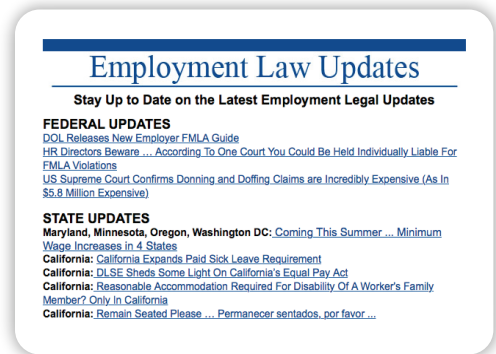 Employment Law Updates
Stay Up to Date on the Latest Employment Legal Updates
FEDERAL UPDATES
DOL Releases New Employer FMLA Guide
HR Directors Beware ... According To One Court You Could Be Held Individually Liable For
FMLA Violations
US Supreme Court Confirms Donning and Doffing Claims are Incredibly Expensive (As In
$5.8 Million Expensive)
STATE UPDATES
Maryland, Minnesota, Oregon, Washington DC: Coming This Summer ... Minimum
Wage Increases in 4 States
California: California Expands Paid Sick Leave Requirement
California: DLSE Sheds Some Light On California's Equal Pay Act
California: Reasonable Accommodation Required For Disability Of A Worker's Family
Member? Only In California
California: Remain Seated Please ... Permanecer sentados, por favor ...